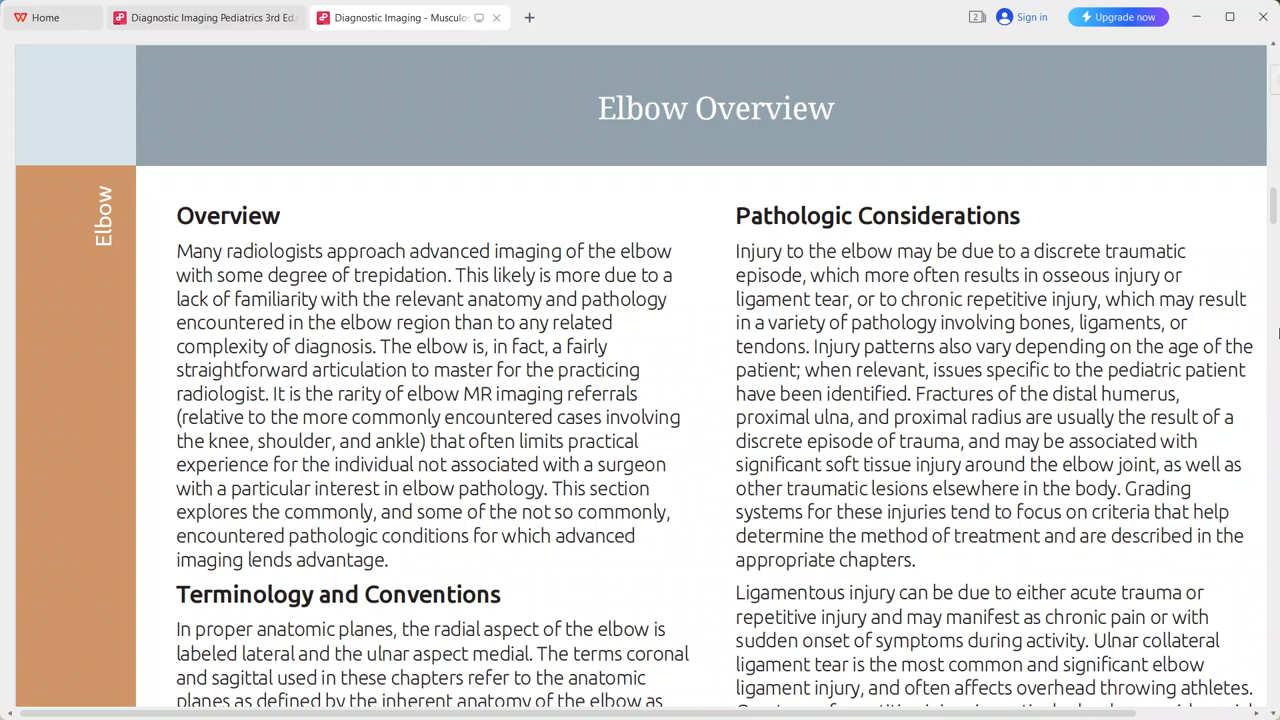 Home
Diagnostic Imaging Pediatrics 3rd Ed.
Diagnostic Imaging - Musculos
2
Sign in
Upgrade now
Elbow Overview
Elbow
Overview
Many radiologists approach advanced imaging of the elbow
with some degree of trepidation. This likely is more due to a
lack of familiarity with the relevant anatomy and pathology
encountered in the elbow region than to any related
complexity of diagnosis. The elbow is, in fact, a fairly
straightforward articulation to master for the practicing
radiologist. It is the rarity of elbow MR imaging referrals
(relative to the more commonly encountered cases involving
the knee, shoulder, and ankle) that often limits practical
experience for the individual not associated with a surgeon
with a particular interest in elbow pathology. This section
explores the commonly, and some of the not so commonly,
encountered pathologic conditions for which advanced
imaging lends advantage.
Terminology and Conventions
In proper anatomic planes, the radial aspect of the elbow is
labeled lateral and the ulnar aspect medial. The terms coronal
and sagittal used in these chapters refer to the anatomic
planes as defined by the inherent anatomy of the elbow as
Pathologic Considerations
Injury to the elbow may be due to a discrete traumatic
episode, which more often results in osseous injury or
ligament tear, or to chronic repetitive injury, which may result
in a variety of pathology involving bones, ligaments, or
tendons. Injury patterns also vary depending on the age of the
patient; when relevant, issues specific to the pediatric patient
have been identified. Fractures of the distal humerus,
proximal ulna, and proximal radius are usually the result of a
discrete episode of trauma, and may be associated with
significant soft tissue injury around the elbow joint, as well as
other traumatic lesions elsewhere in the body. Grading
systems for these injuries tend to focus on criteria that help
determine the method of treatment and are described in the
appropriate chapters.
Ligamentous injury can be due to either acute trauma or
repetitive injury and may manifest as chronic pain or with
sudden onset of symptoms during activity. Ulnar collateral
ligament tear is the most common and significant elbow
ligament injury, and often affects overhead throwing athletes.